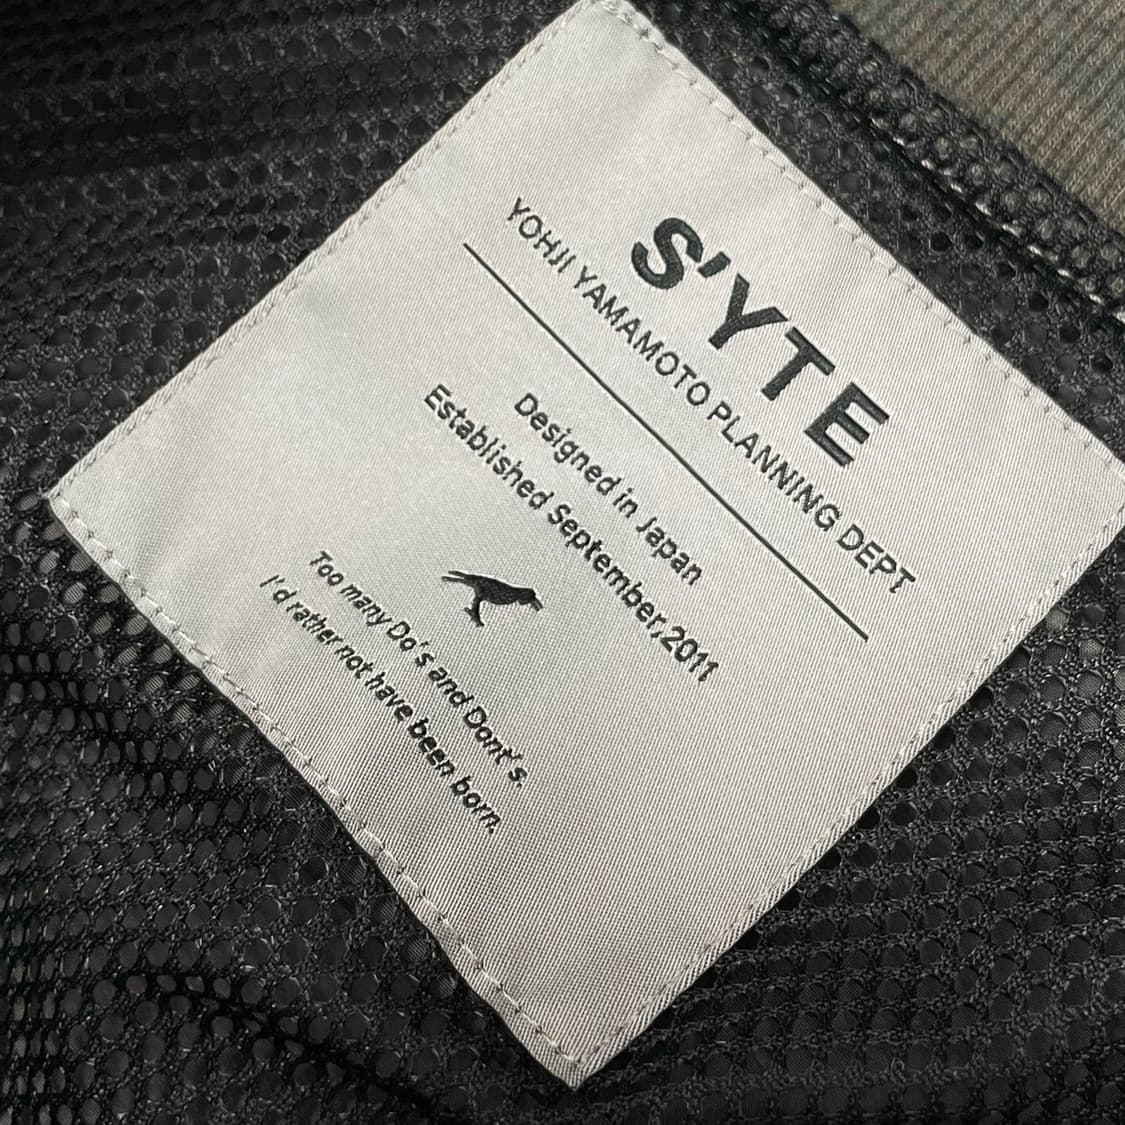 S'YTE
YOHJI YAMAMOTO PLANNING DEPT
Designed in Japan
Established September,2011
Too many Do's and Dont's.
I'd rather not have been born.